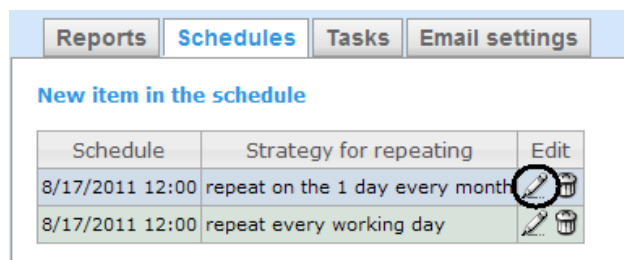 Reports Schedules Tasks Email settings
New item in the schedule
Schedule Strategy for repeating Edit
8/17/2011 12:00 repeat on the 1 day every month
8/17/2011 12:00 repeat every working day